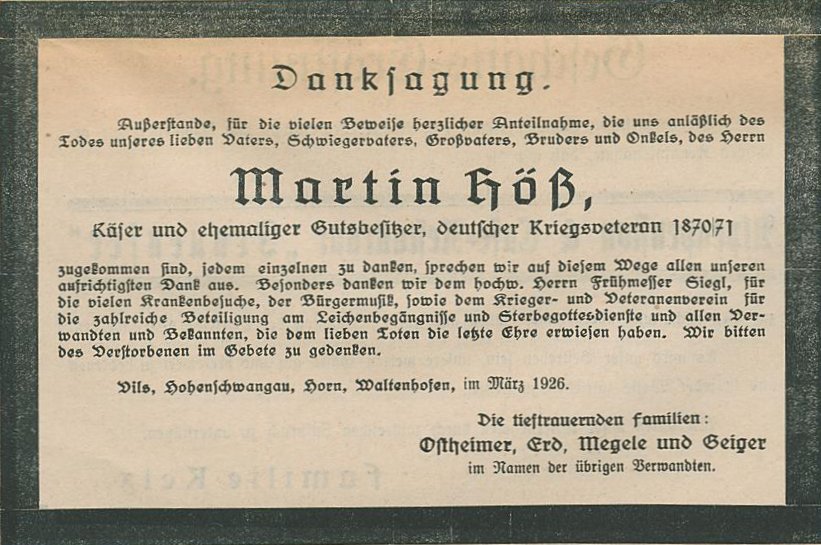 Danksagung.
Außerstande, für die vielen Beweise herzlicher Anteilnahme, die uns anläßlich des
Todes unseres lieben Vaters, Schwiegervaters, Großvaters, Bruders und Onkels, des Herrn
Martin Höß,
Käser und ehemaliger Gutsbesitzer, deutscher Kriegsveteran 1870/71
zugekommen sind, jedem einzelnen zu danken, sprechen wir auf diesem Wege allen unseren
aufrichtigsten Dank aus. Besonders danken wir dem hochw. Herrn Frühmesser Siegl, für
die vielen Krankenbesuche, der Bürgermusik, sowie dem Krieger- und Veteranenverein für
die zahlreiche Beteiligung am Leichenbegängnisse und Sterbegottesdienste und allen Ver-
wandten und Bekannten, die dem lieben Toten die letzte Ehre erwiesen haben. Wir bitten
des Verstorbenen im Gebete zu gedenken.
Vils, Hohenschwangau, Horn, Waltenhofen, im März 1926.
Die tieftrauernden Familien:
Ostheimer, Erd, Megele und Geiger
im Namen der übrigen Verwandten.